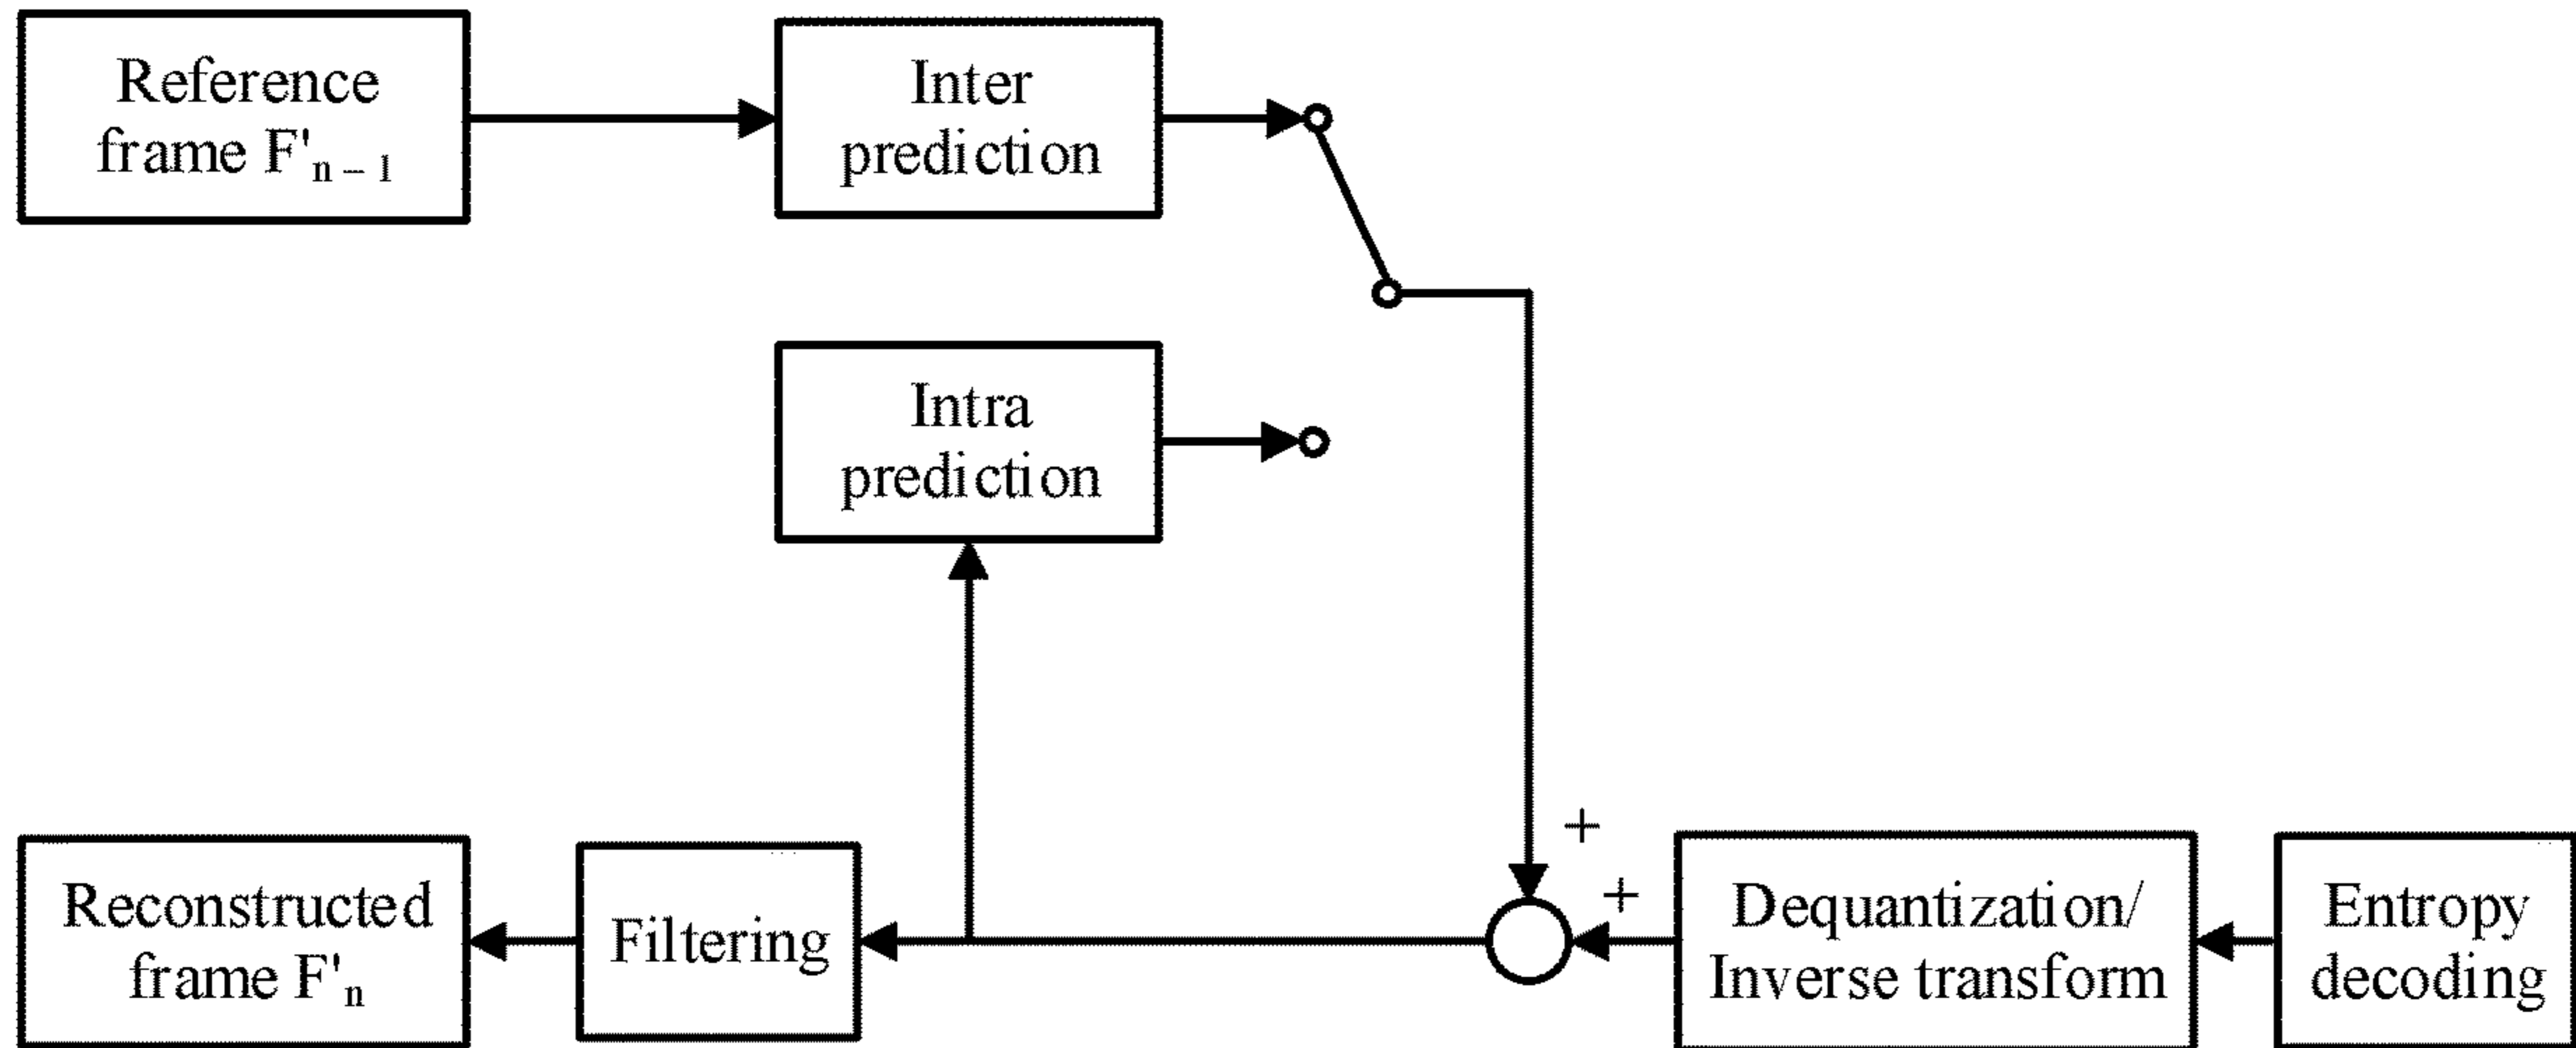 Reference
frame F'n – 1
Inter
prediction
Intra
prediction
+
+
Reconstructed
frame F'n
Filtering
Dequantization/
Inverse transform
Entropy
decoding